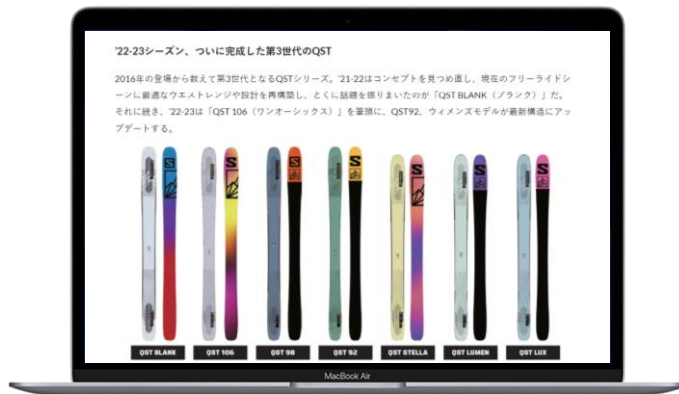 '22-23シーズン、ついに完成した第3世代のQST
2016年の登場から数えて第3世代となるQSTシリーズ。'21-22はコンセプトを見つめ直し、現在のフリーライドシ
ーンに最適なウエストレンジや設計を再構築し、とくに話題を振りまいたのが「QST BLANK（ブランク）」だ。
それに続き、'22-23は「QST 106（ワンオーシックス）」を筆頭に、QST92、ウィメンズモデルが最新構造にアッ
プデートする。
QST BLANK QST 106 QST 98 QST 92 QST STELLA QST LUMEN QST LUX
MacBook Air